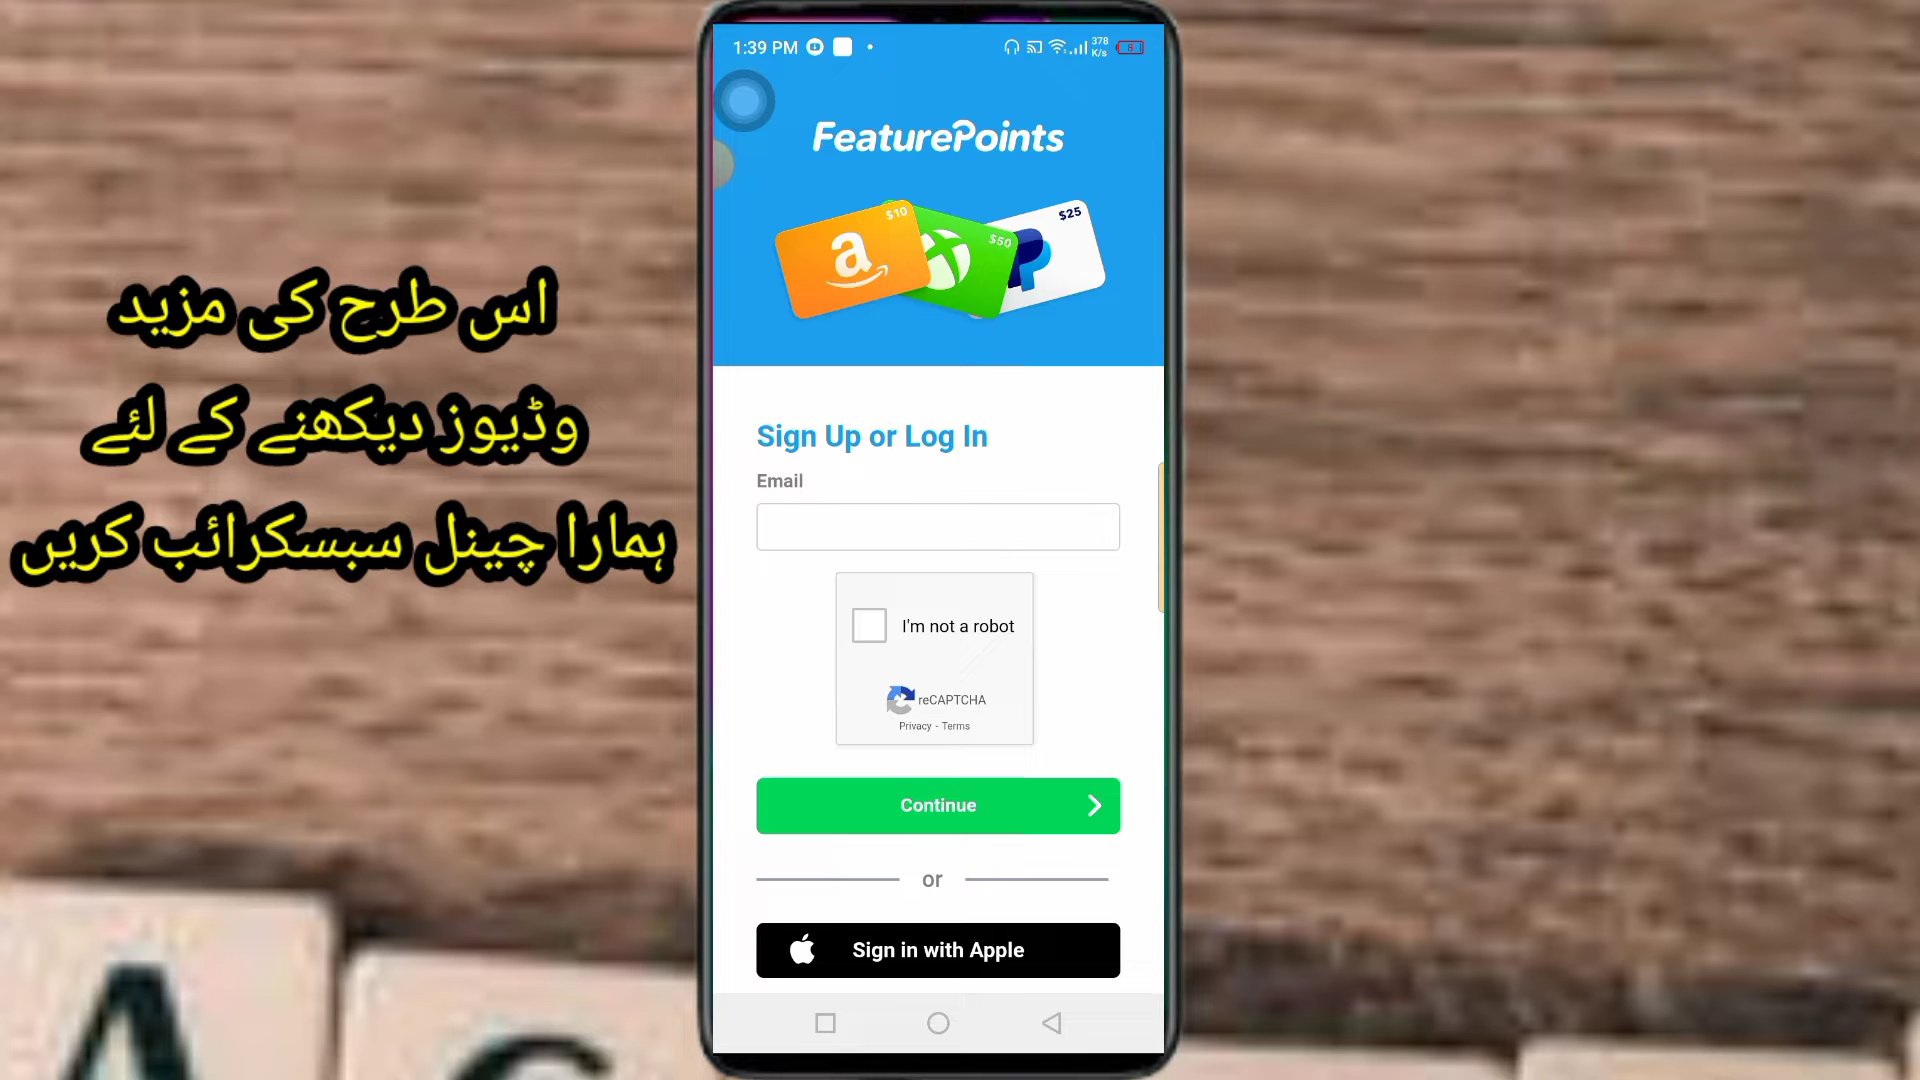 اس طرح کی مزید
وڈیوز دیکھنے کے لئے
ہمارا چینل سبسکرائب کریں
1:39 PM
378
K/s
8
FeaturePoints
$10
$50
$25
Sign Up or Log In
Email
I'm not a robot
reCAPTCHA
Privacy - Terms
Continue
or
Sign in with Apple
A